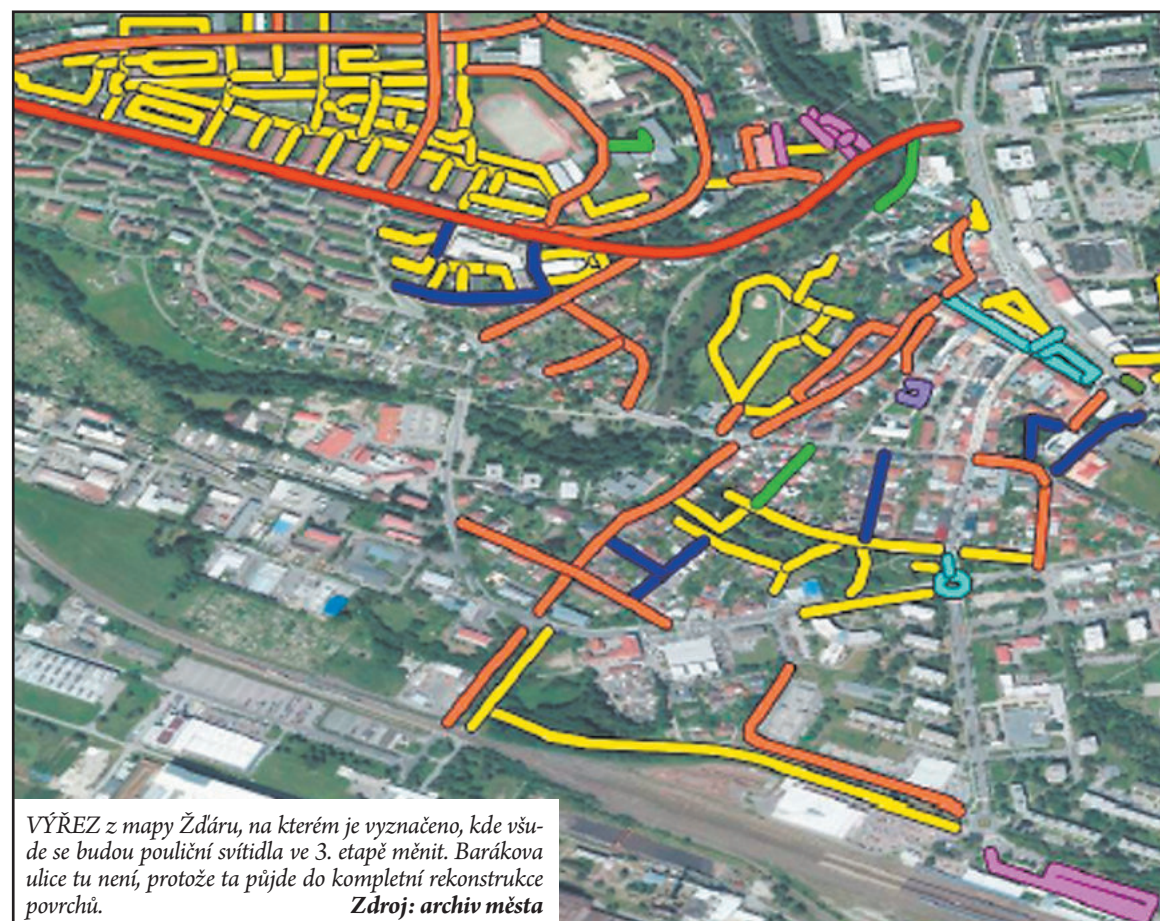 VÝŘEZ z mapy Žďáru, na kterém je vyznačeno, kde všu-
de se budou pouliční svítidla ve 3. etapě měnit. Barákova
ulice tu není, protože ta půjde do kompletní rekonstrukce
povrchů. Zdroj: archiv města